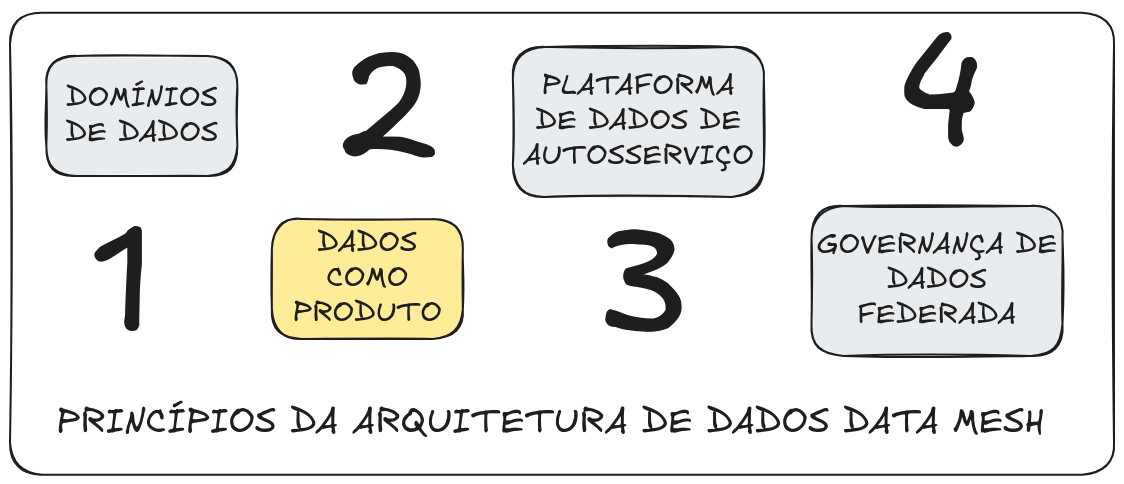 DOMÍNIOS
DE DADOS
1
2
DADOS
COMO
PRODUTO
PLATAFORMA
DE DADOS DE
AUTOSSERVIÇO
3
4
GOVERNANÇA DE
DADOS
FEDERADA
PRINCÍPIOS DA ARQUITETURA DE DADOS DATA MESH